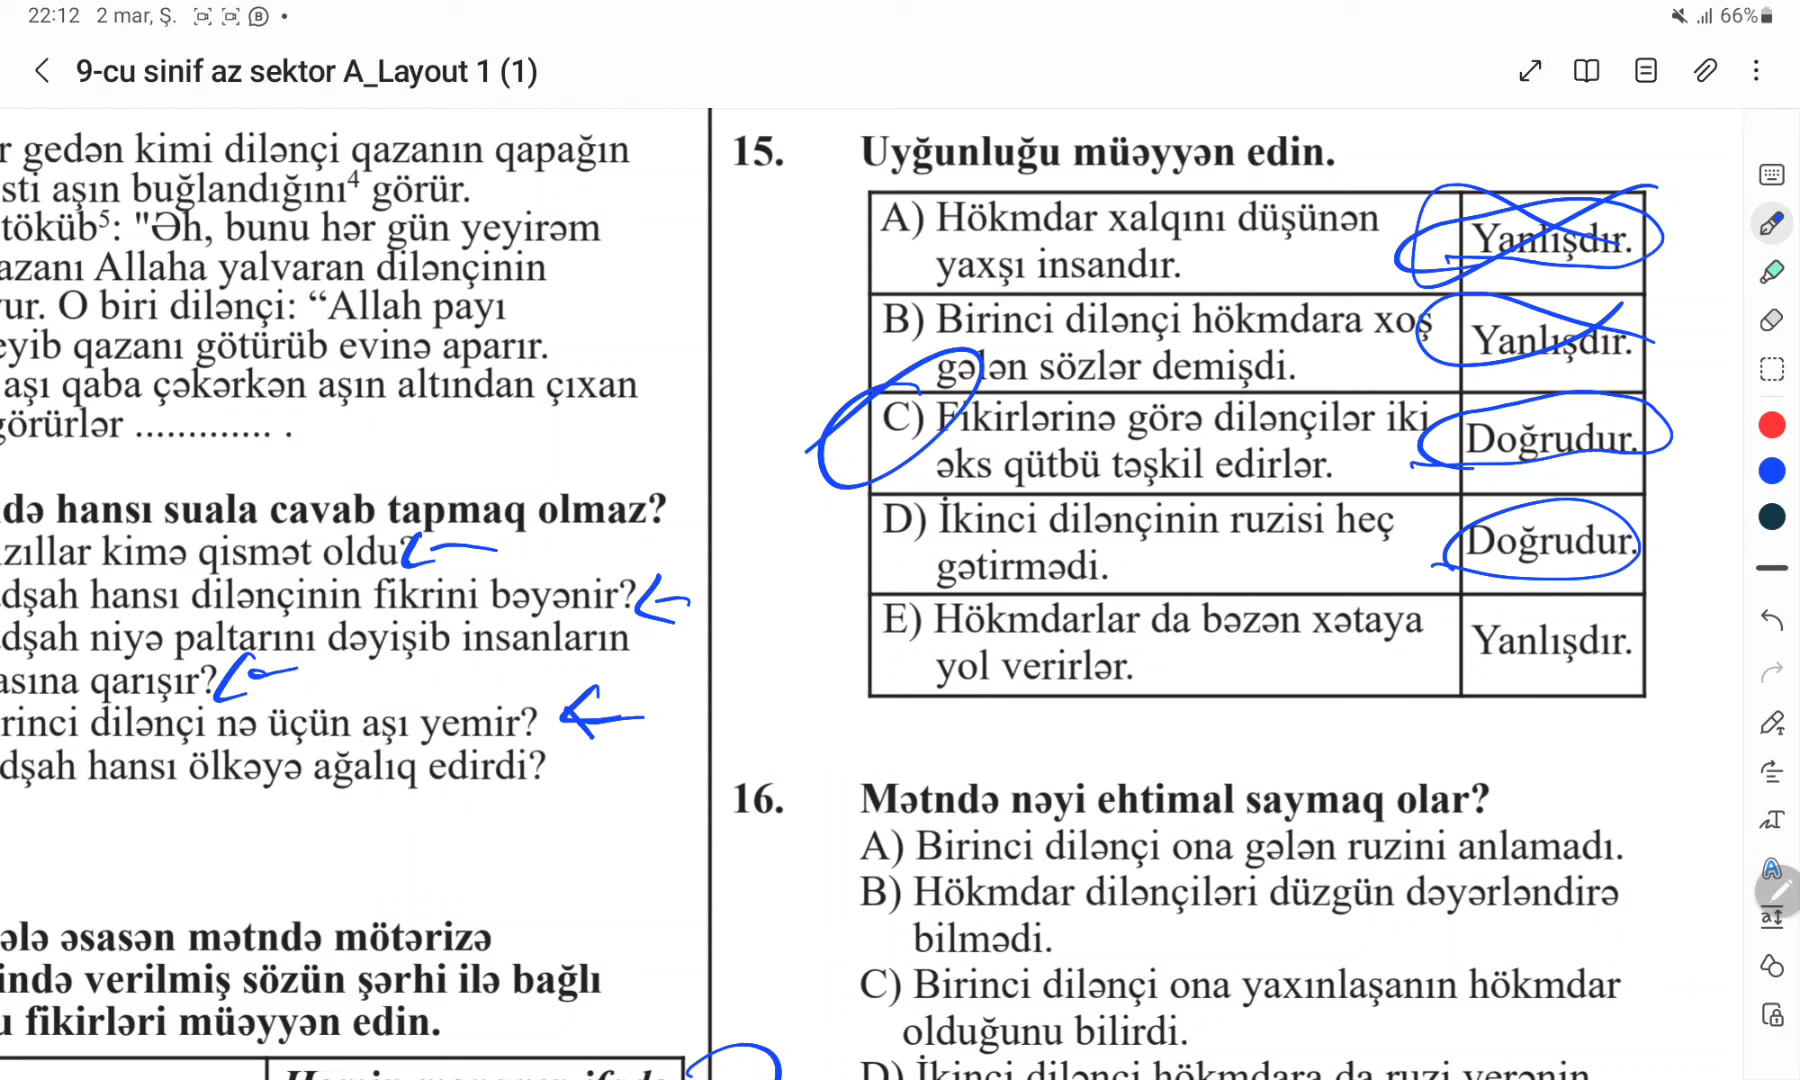 22:12 2 mar, Ş.
66%
9-cu sinif az sektor A_Layout 1 (1)
r gedən kimi dilənçi qazanın qapağın
sti aşın buğlandığını⁴ görür.
töküb⁵: "Əh, bunu hər gün yeyirəm
azanı Allaha yalvaran dilənçinin
ur. O biri dilənçi: “Allah payı
eyib qazanı götürüb evinə aparır.
aşı qaba çəkərkən aşın altından çıxan
görürlər ............. .
də hansı suala cavab tapmaq olmaz?
zıllar kimə qismət oldu?
dşah hansı dilənçinin fikrini bəyənir?
dşah niyə paltarını dəyişib insanların
asına qarışır?
rinci dilənçi nə üçün aşı yemir?
dşah hansı ölkəyə ağalıq edirdi?
ələ əsasən mətndə mötərizə
ində verilmiş sözün şərhi ilə bağlı
u fikirləri müəyyən edin.
15. Uyğunluğu müəyyən edin.
A) Hökmdar xalqını düşünən
yaxşı insandır.
Yanlışdır.
B) Birinci dilənçi hökmdara xoş
gələn sözlər demişdi.
Yanlışdır.
C) Fikirlərinə görə dilənçilər iki
əks qütbü təşkil edirlər.
Doğrudur.
D) İkinci dilənçinin ruzisi heç
gətirmədi.
Doğrudur.
E) Hökmdarlar da bəzən xətaya
yol verirlər.
Yanlışdır.
16. Mətndə nəyi ehtimal saymaq olar?
A) Birinci dilənçi ona gələn ruzini anlamadı.
B) Hökmdar dilənçiləri düzgün dəyərləndirə
bilmədi.
C) Birinci dilənçi ona yaxınlaşanın hökmdar
olduğunu bilirdi.
D) İkinci dilənçi hökmdara da ruzi verənin